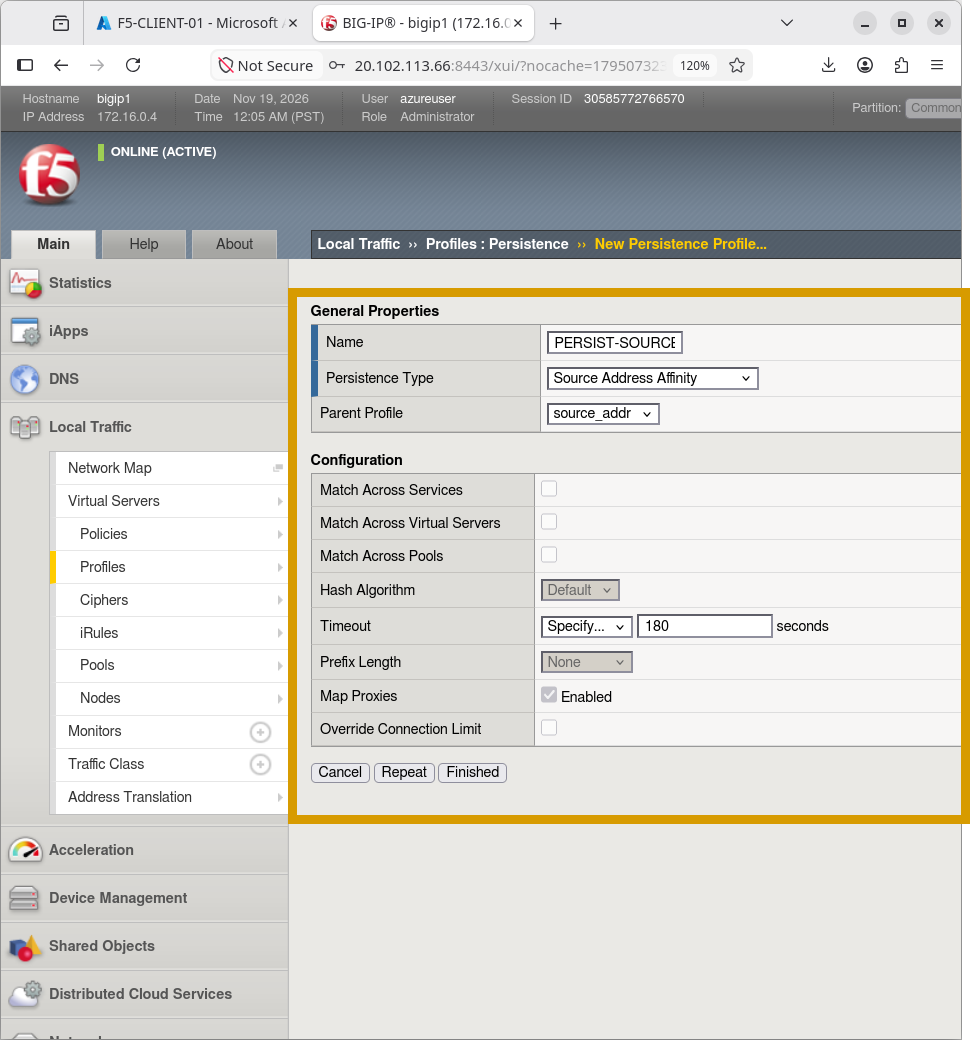 F5-CLIENT-01 - Microsoft A
BIG-IP® - bigip1 (172.16.0
Not Secure
20.102.113.66:8443/xui/?nocache=179507323
120%
Hostname bigip1 Date Nov 19, 2026 User azureuser Session ID 30585772766570
IP Address 172.16.0.4 Time 12:05 AM (PST) Role Administrator
Partition: Common
ONLINE (ACTIVE)
f5
Main Help About
Local Traffic ›› Profiles : Persistence ›› New Persistence Profile...
Statistics
iApps
DNS
Local Traffic
Network Map
Virtual Servers
Policies
Profiles
Ciphers
iRules
Pools
Nodes
Monitors
Traffic Class
Address Translation
Acceleration
Device Management
Shared Objects
Distributed Cloud Services
General Properties
Name PERSIST-SOURCE
Persistence Type Source Address Affinity
Parent Profile source_addr
Configuration
Match Across Services
Match Across Virtual Servers
Match Across Pools
Hash Algorithm Default
Timeout Specify... 180 seconds
Prefix Length None
Map Proxies Enabled
Override Connection Limit
Cancel Repeat Finished